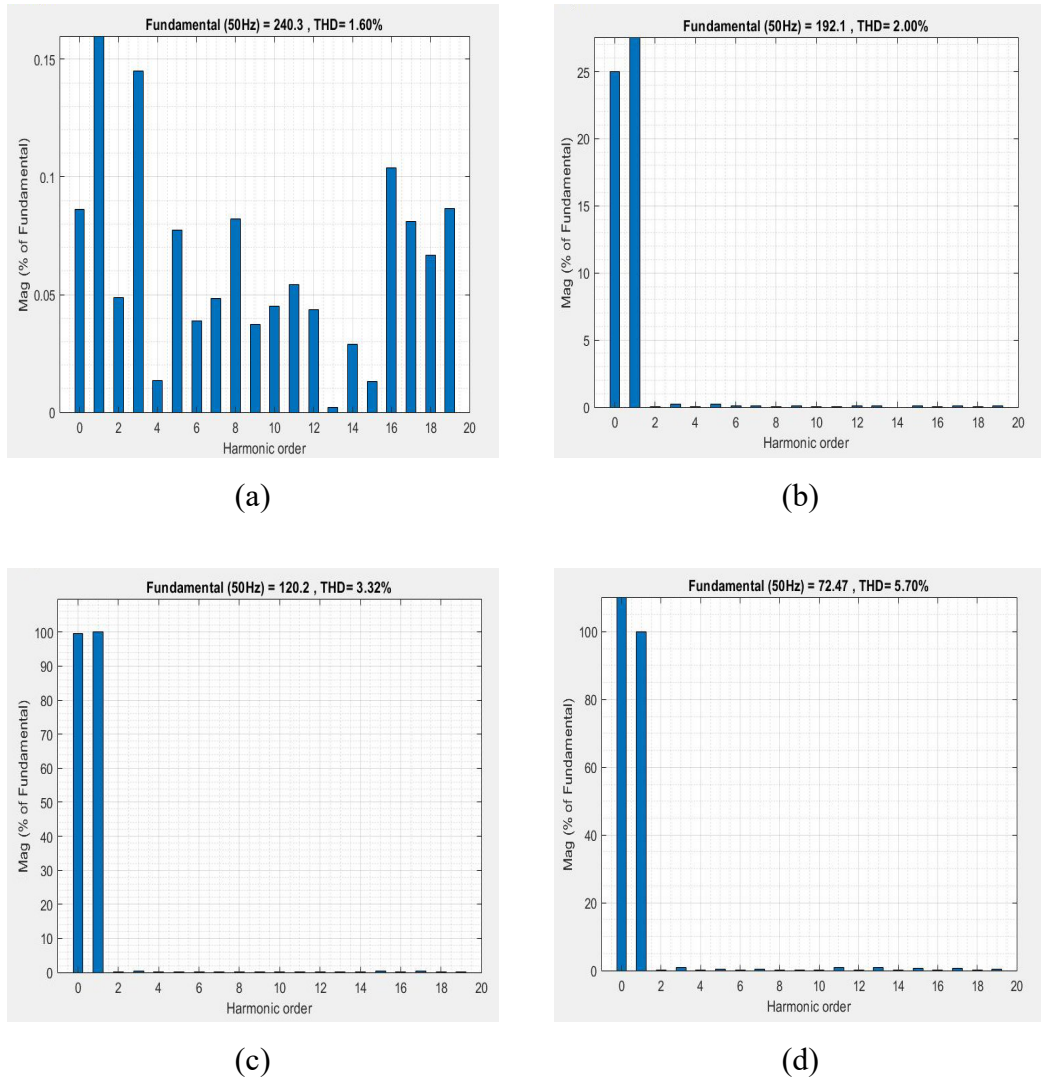 Fundamental (50Hz) = 240.3 , THD= 1.60%
0.15
0.1
0.05
0
Mag (% of Fundamental)
0 2 4 6 8 10 12 14 16 18 20
Harmonic order
(a)
Fundamental (50Hz) = 192.1 , THD= 2.00%
25
20
15
10
5
0
Mag (% of Fundamental)
0 2 4 6 8 10 12 14 16 18 20
Harmonic order
(b)
Fundamental (50Hz) = 120.2 , THD= 3.32%
100
90
80
70
60
50
40
30
20
10
0
Mag (% of Fundamental)
0 2 4 6 8 10 12 14 16 18 20
Harmonic order
(c)
Fundamental (50Hz) = 72.47 , THD= 5.70%
100
80
60
40
20
0
Mag (% of Fundamental)
0 2 4 6 8 10 12 14 16 18 20
Harmonic order
(d)